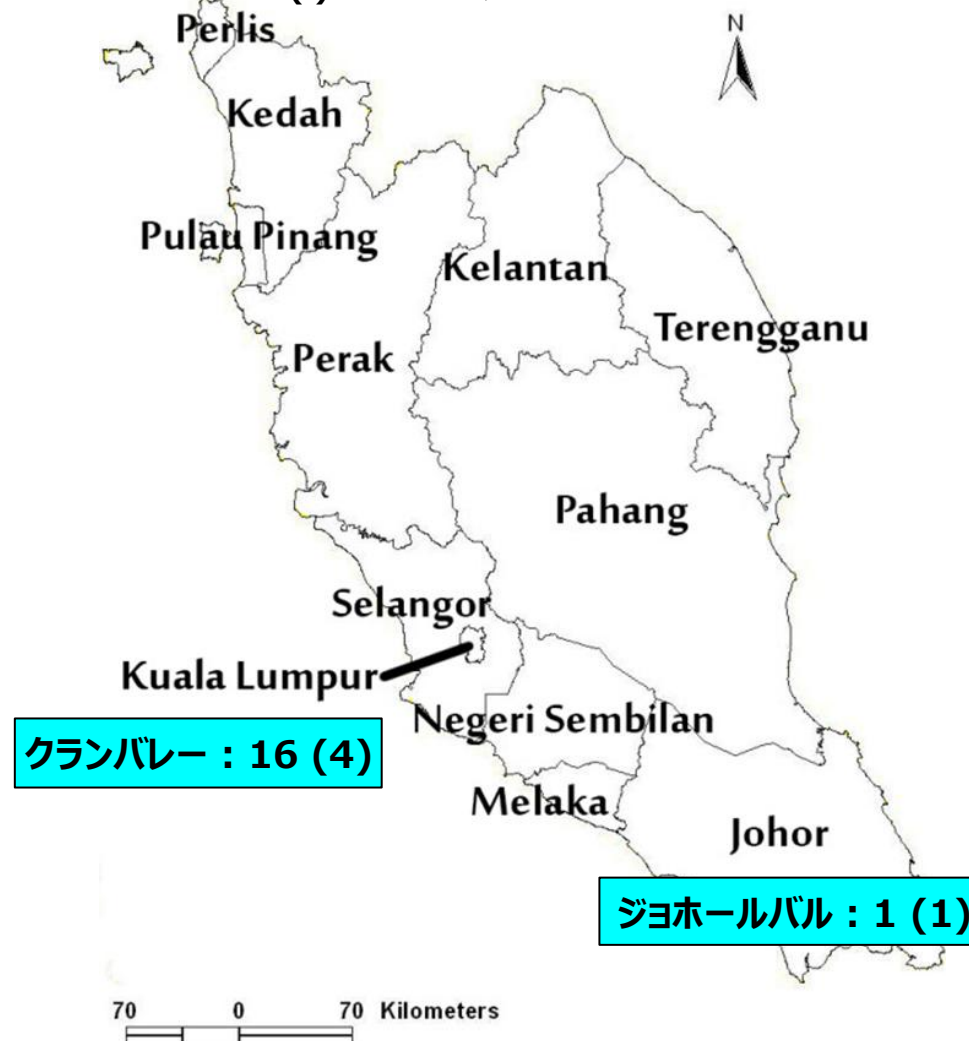 Perlis
N
Kedah
Pulau Pinang
Kelantan
Terengganu
Perak
Pahang
Selangor
Kuala Lumpur
Negeri Sembilan
クランバレー：16 (4)
Melaka
Johor
ジョホールバル：1 (1)
70 0 70 Kilometers